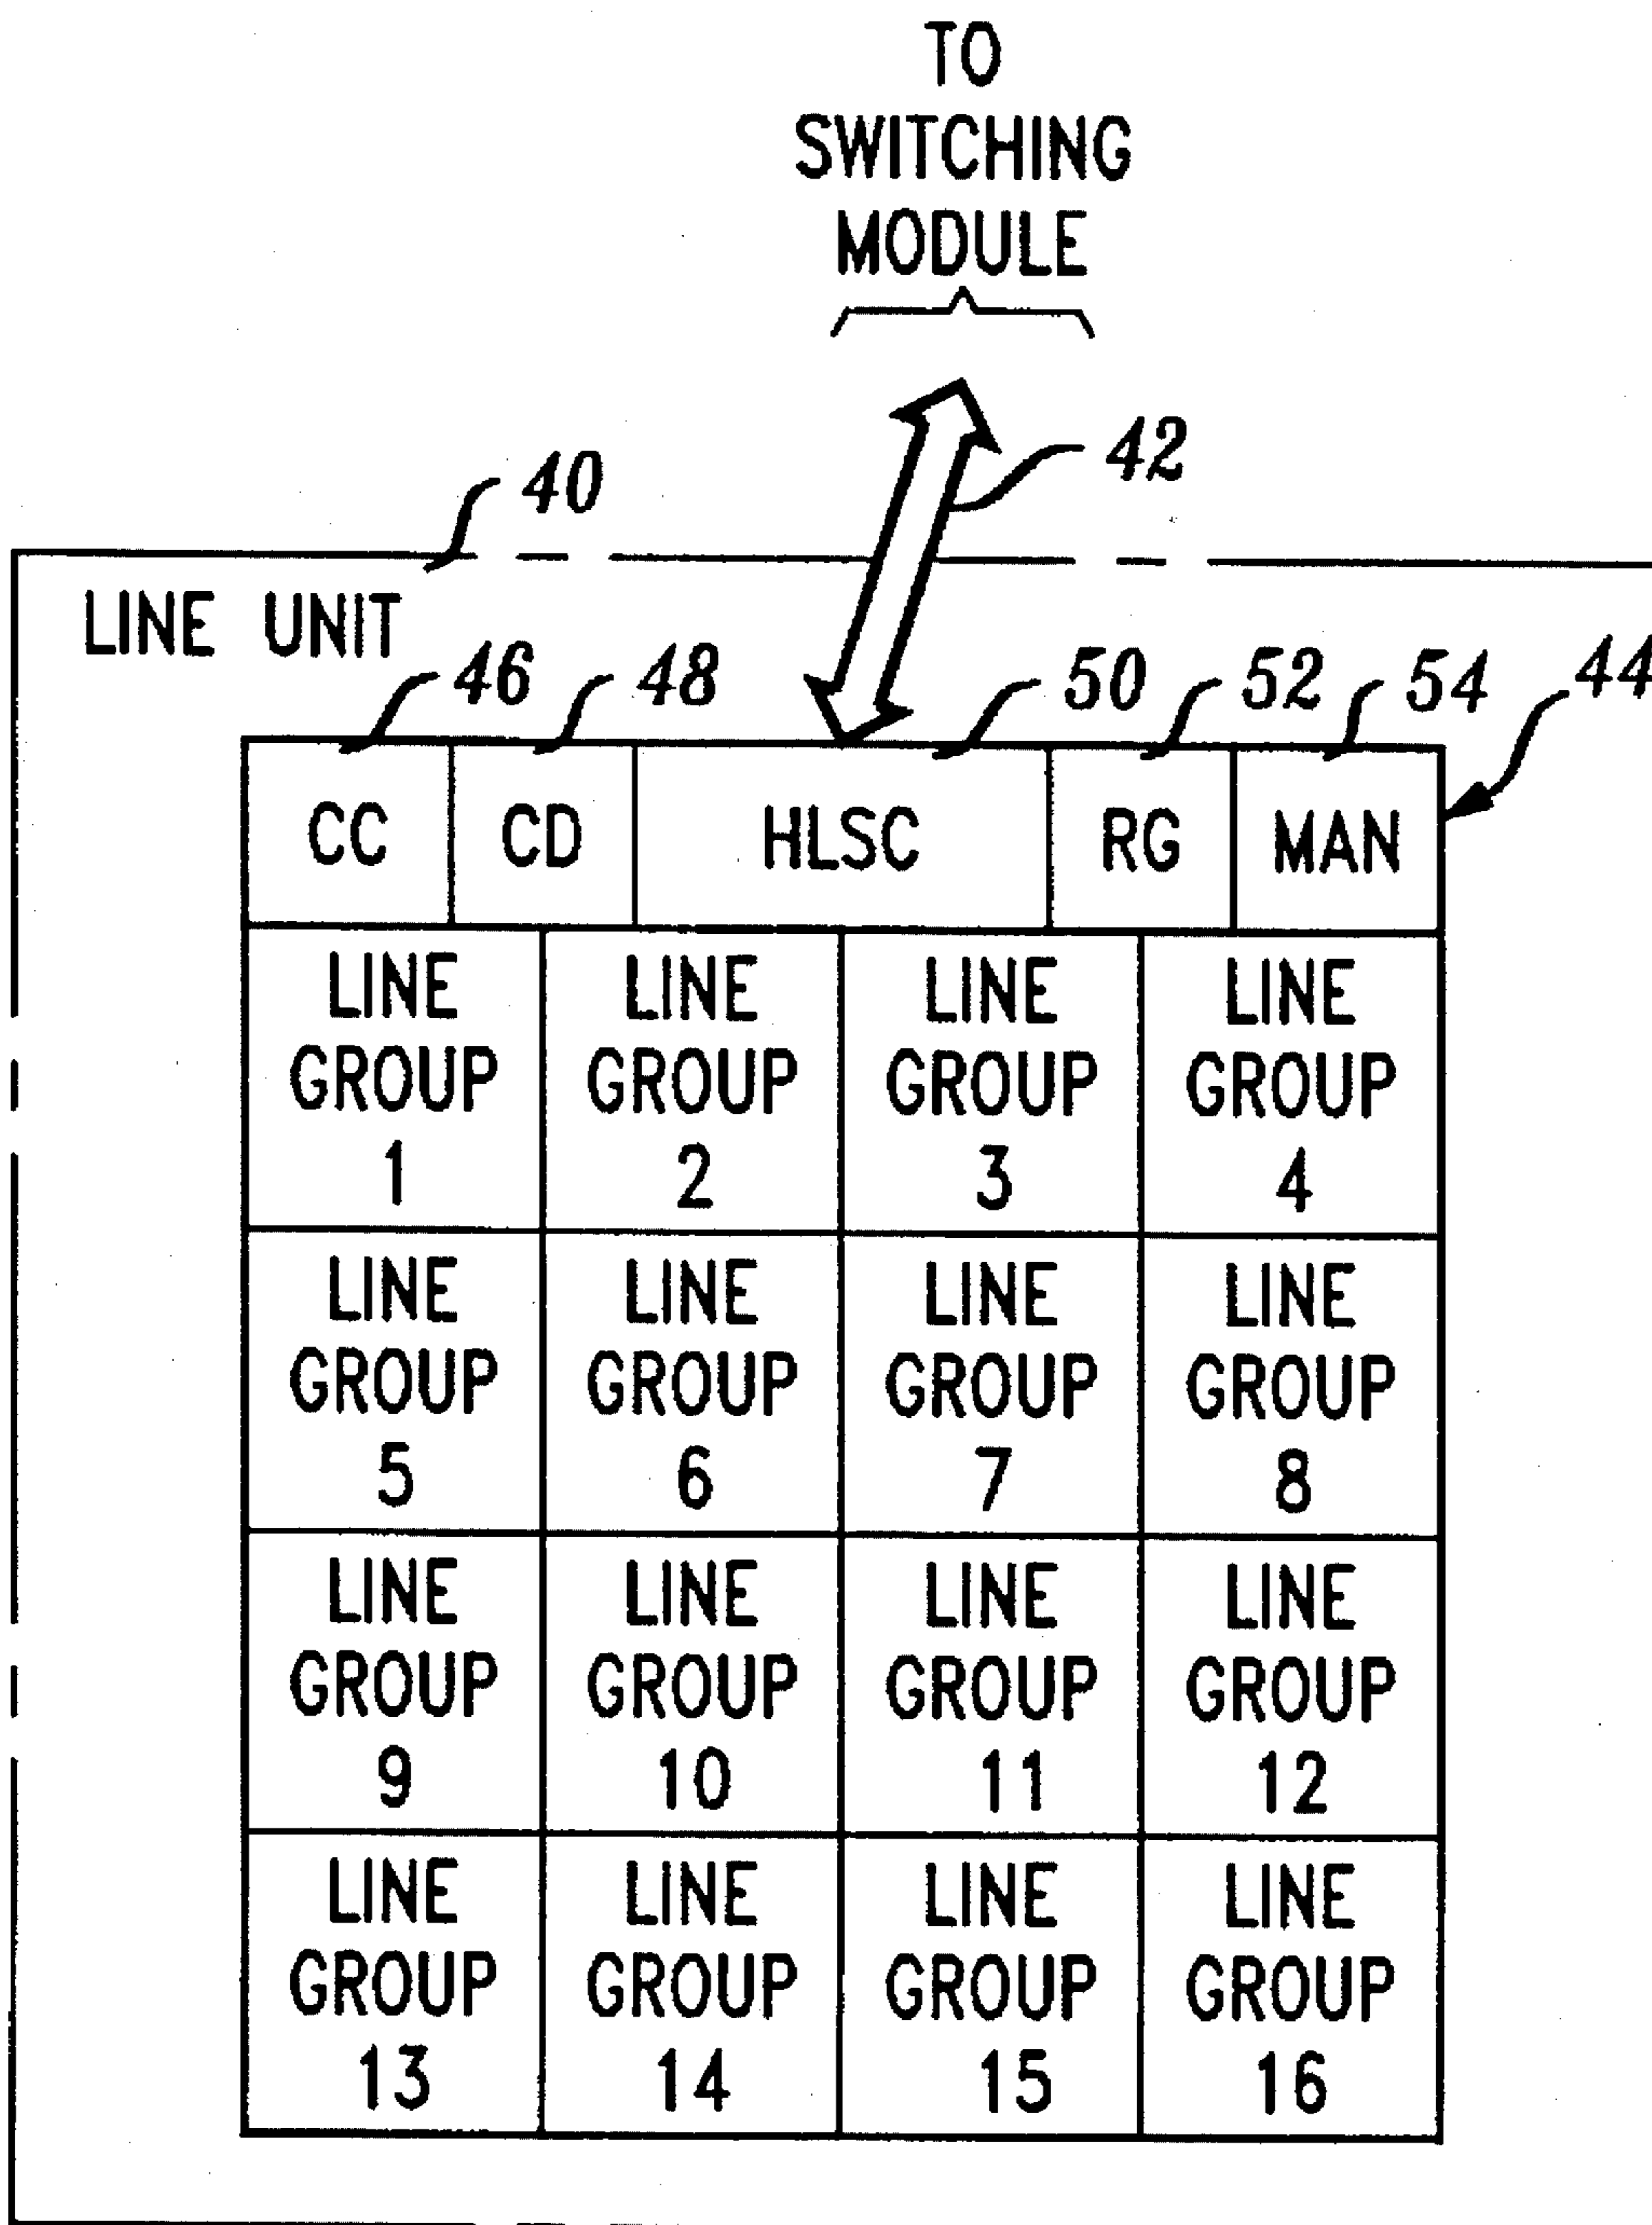 TO
SWITCHING
MODULE
42
40
LINE UNIT
46 48 50 52 54 44
CC CD HLSC RG MAN
LINE LINE LINE LINE
GROUP GROUP GROUP GROUP
1 2 3 4
LINE LINE LINE LINE
GROUP GROUP GROUP GROUP
5 6 7 8
LINE LINE LINE LINE
GROUP GROUP GROUP GROUP
9 10 11 12
LINE LINE LINE LINE
GROUP GROUP GROUP GROUP
13 14 15 16